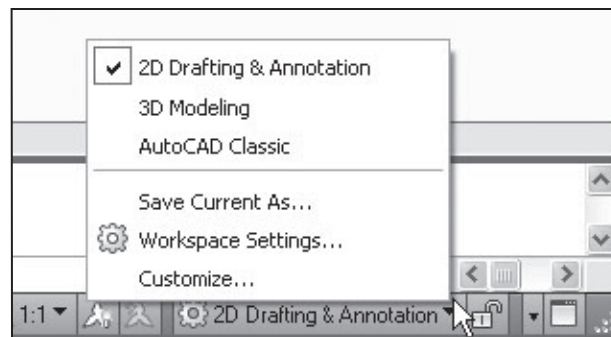 2D Drafting & Annotation
3D Modeling
AutoCAD Classic
Save Current As...
Workspace Settings...
Customize...
1:1 2D Drafting & Annotation